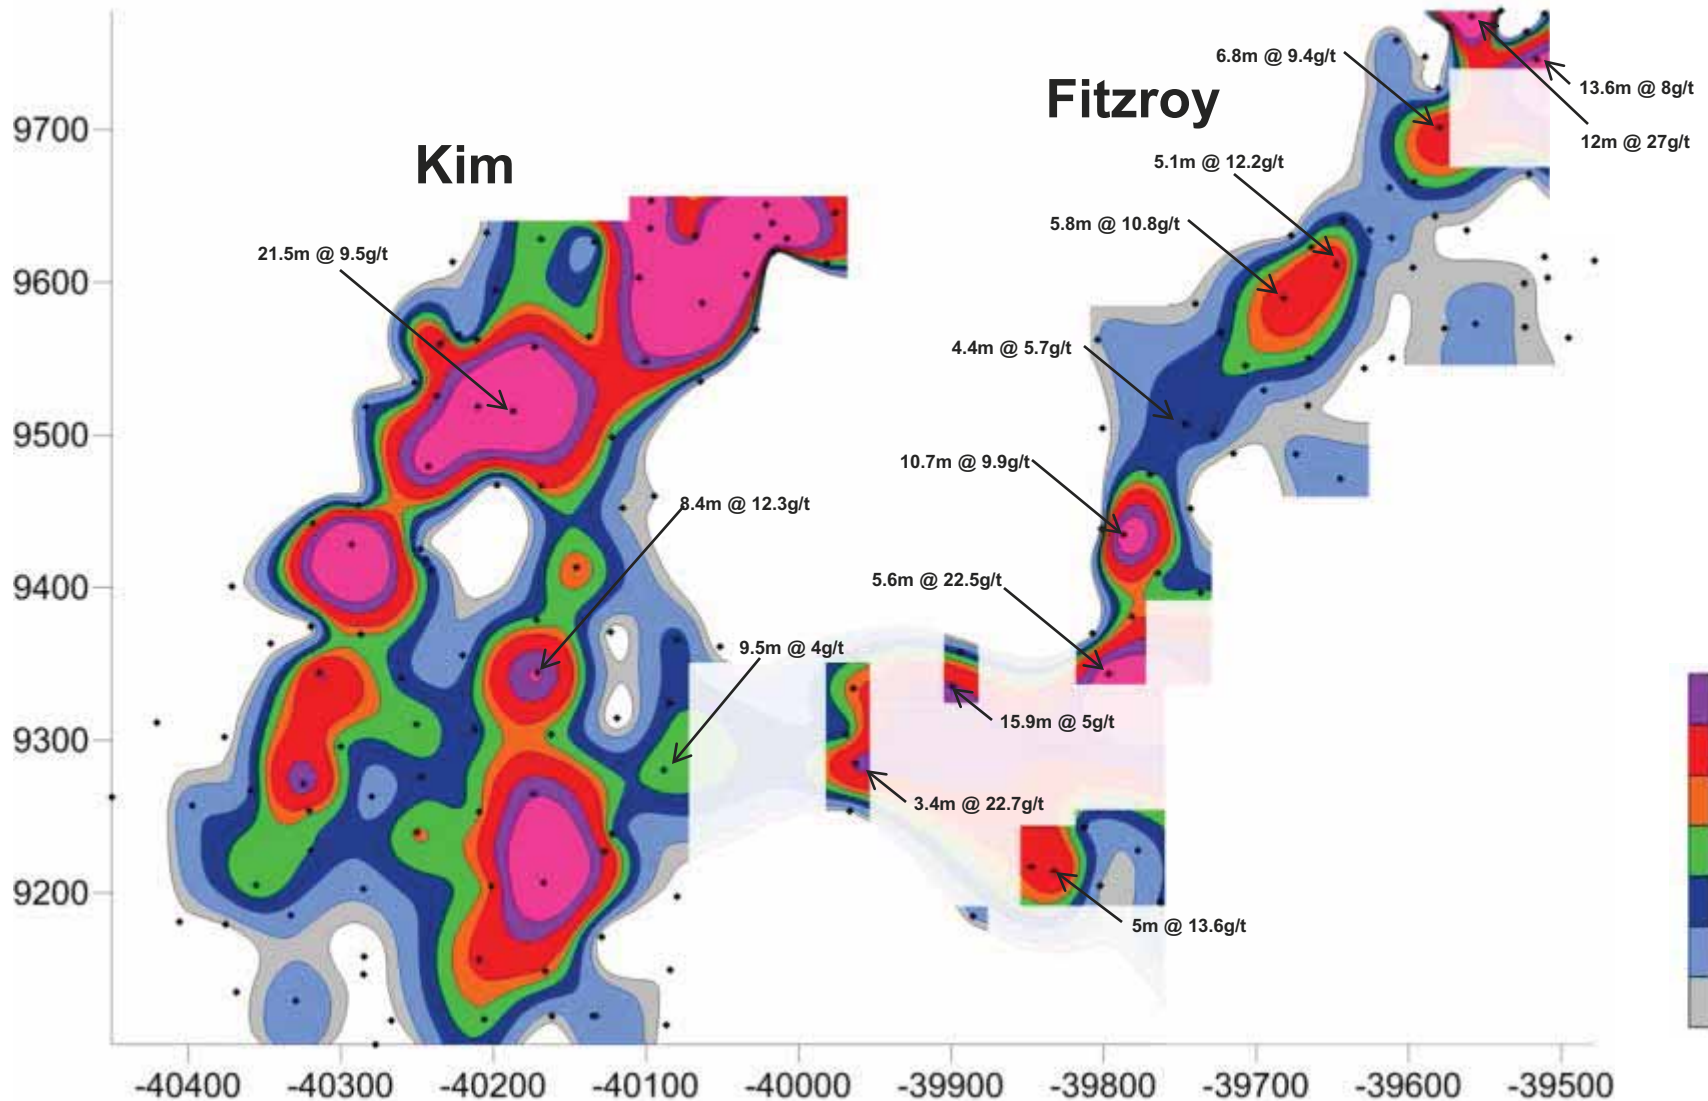 6.8m @ 9.4g/t
13.6m @ 8g/t
Fitzroy
12m @ 27g/t
9700
Kim
5.1m @ 12.2g/t
5.8m @ 10.8g/t
21.5m @ 9.5g/t
9600
4.4m @ 5.7g/t
9500
10.7m @ 9.9g/t
8.4m @ 12.3g/t
9400
5.6m @ 22.5g/t
9.5m @ 4g/t
15.9m @ 5g/t
9300
3.4m @ 22.7g/t
9200
5m @ 13.6g/t
-40400 -40300 -40200 -40100 -40000 -39900 -39800 -39700 -39600 -39500